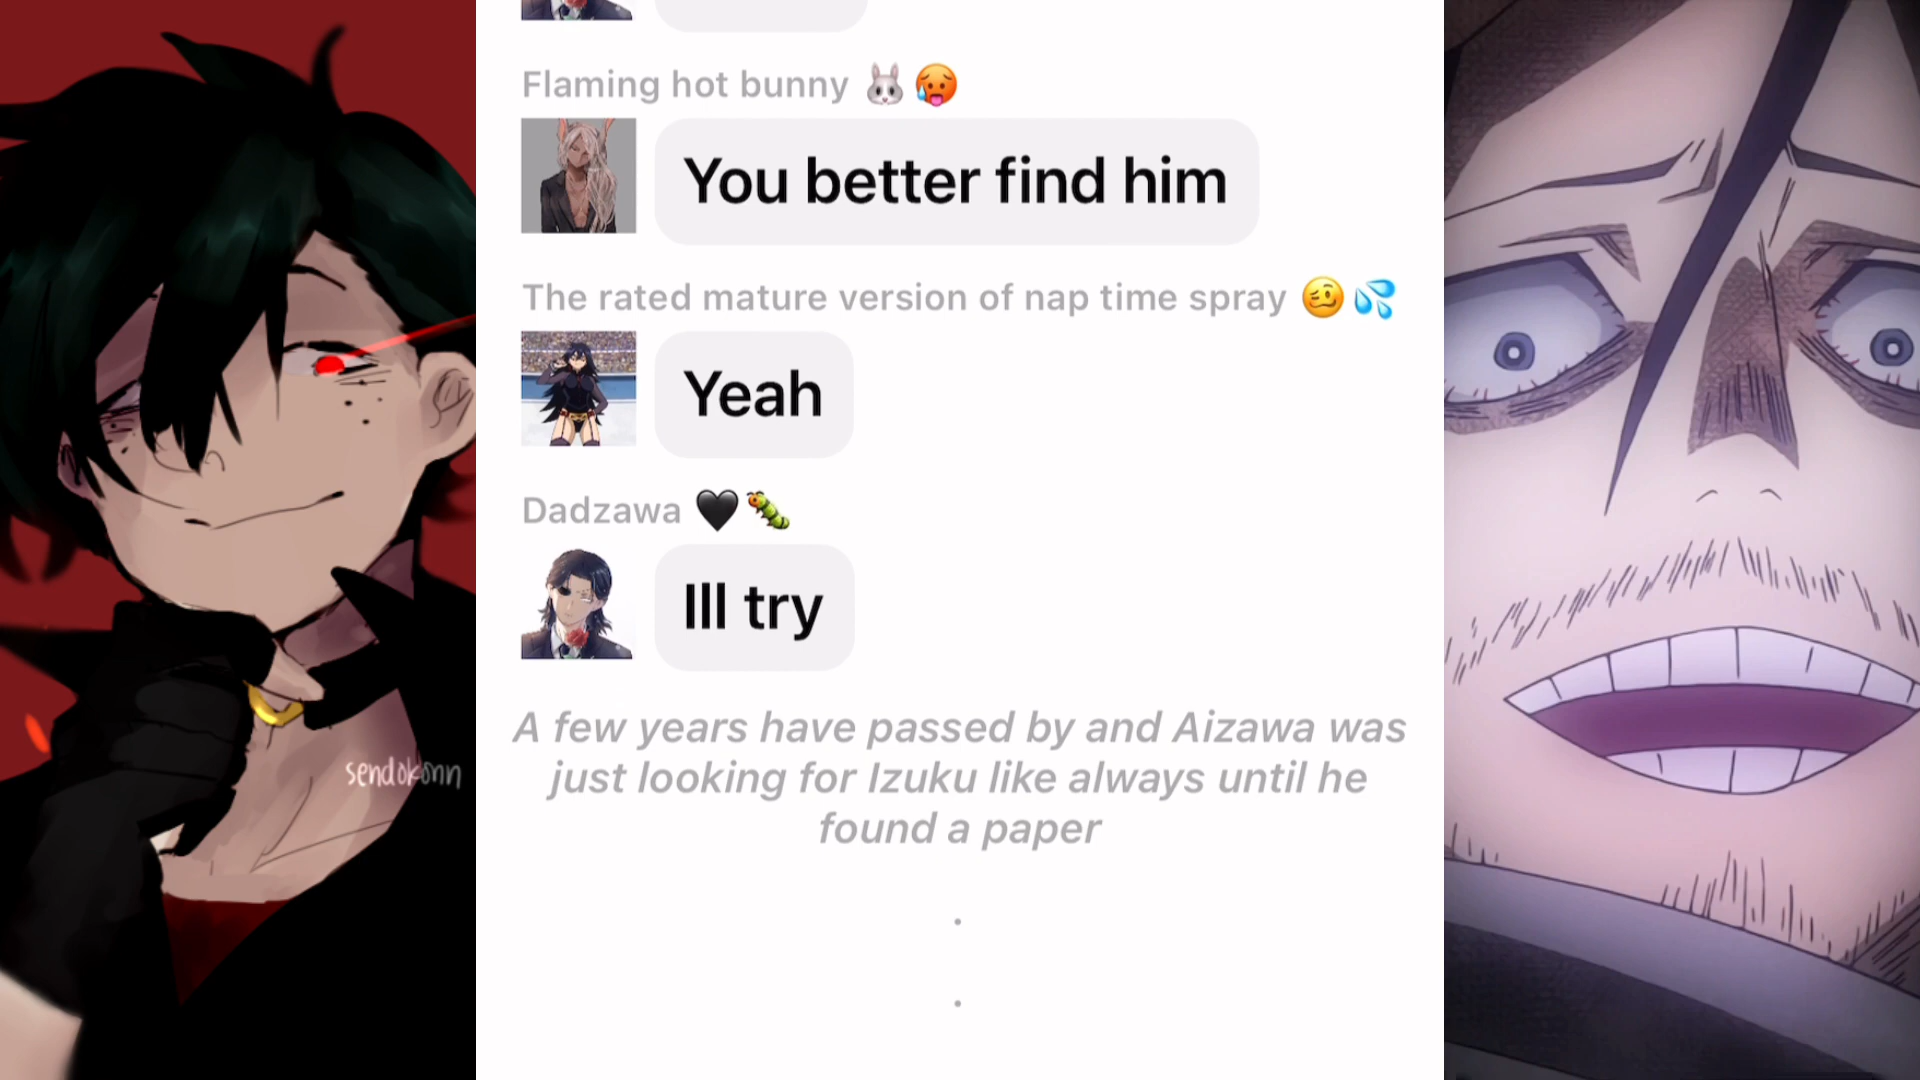 Flaming hot bunny 🐰🥵
You better find him
The rated mature version of nap time spray 🥴💦
Yeah
Dadzawa 🖤🐛
Ill try
A few years have passed by and Aizawa was
just looking for Izuku like always until he
found a paper
.
.
sendokonn